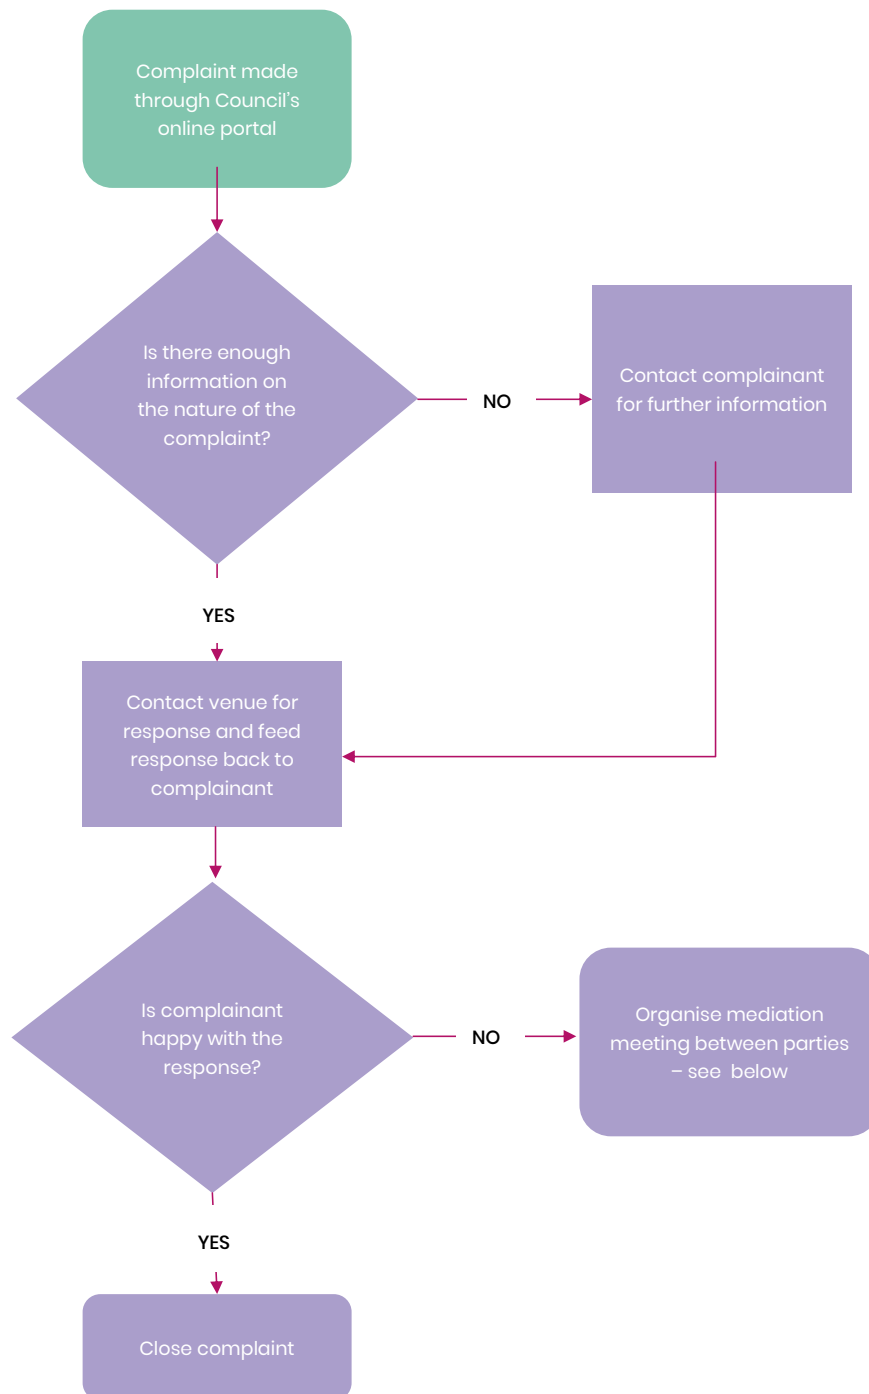 Complaint made
through Council's
online portal
Is there enough
information on
the nature of the
complaint?
NO
Contact complainant
for further information
YES
Contact venue for
response and feed
response back to
complainant
Is complainant
happy with the
response?
NO
Organise mediation
meeting between parties
– see below
YES
Close complaint